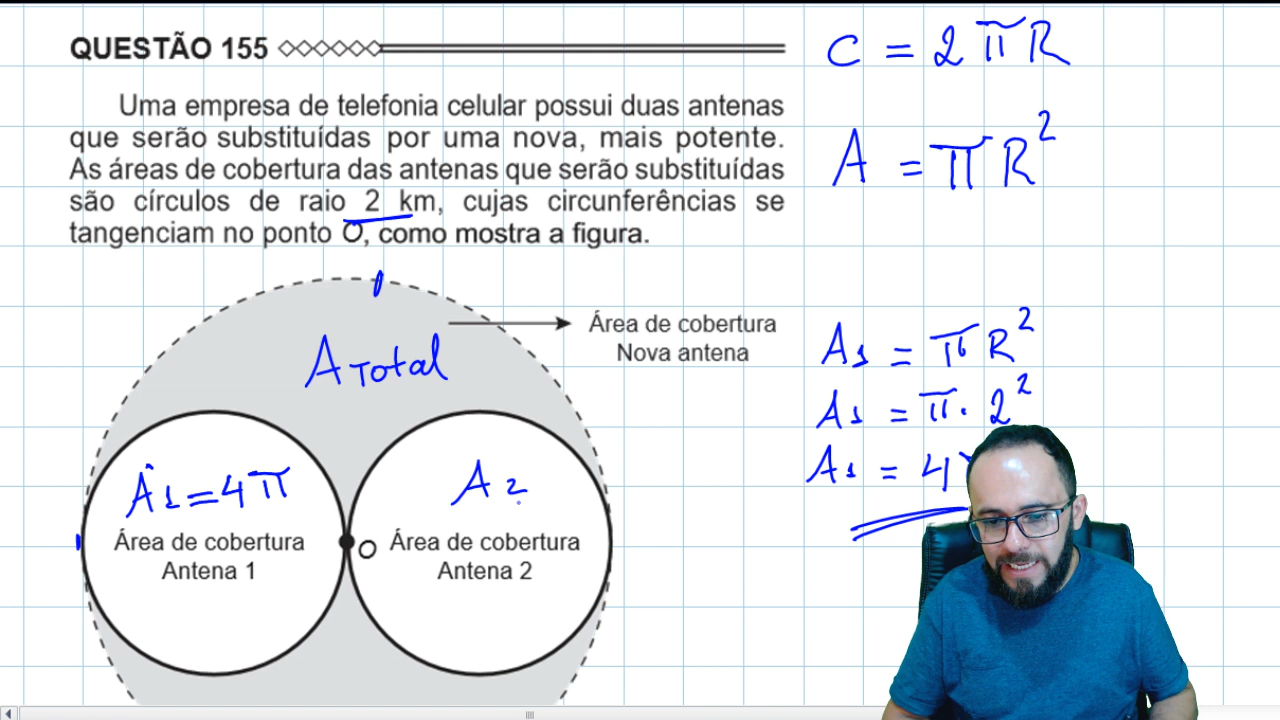 QUESTÃO 155
Uma empresa de telefonia celular possui duas antenas
que serão substituídas por uma nova, mais potente.
As áreas de cobertura das antenas que serão substituídas
são círculos de raio 2 km, cujas circunferências se
tangenciam no ponto O, como mostra a figura.
C = 2πR
A = πR²
Área de cobertura
Nova antena
A Total
A1 = πR²
A1 = π. 2²
A1 = 4
A1 = 4π
A2
Área de cobertura
Antena 1
O
Área de cobertura
Antena 2